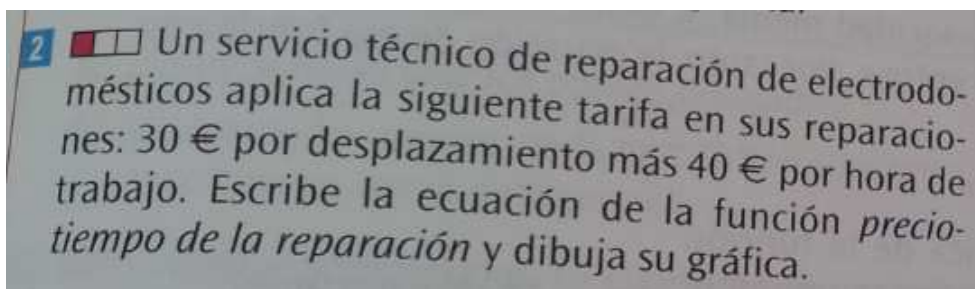 2 Un servicio técnico de reparación de electrodo-
mésticos aplica la siguiente tarifa en sus reparacio-
nes: 30 € por desplazamiento más 40 € por hora de
trabajo. Escribe la ecuación de la función precio-
tiempo de la reparación y dibuja su gráfica.